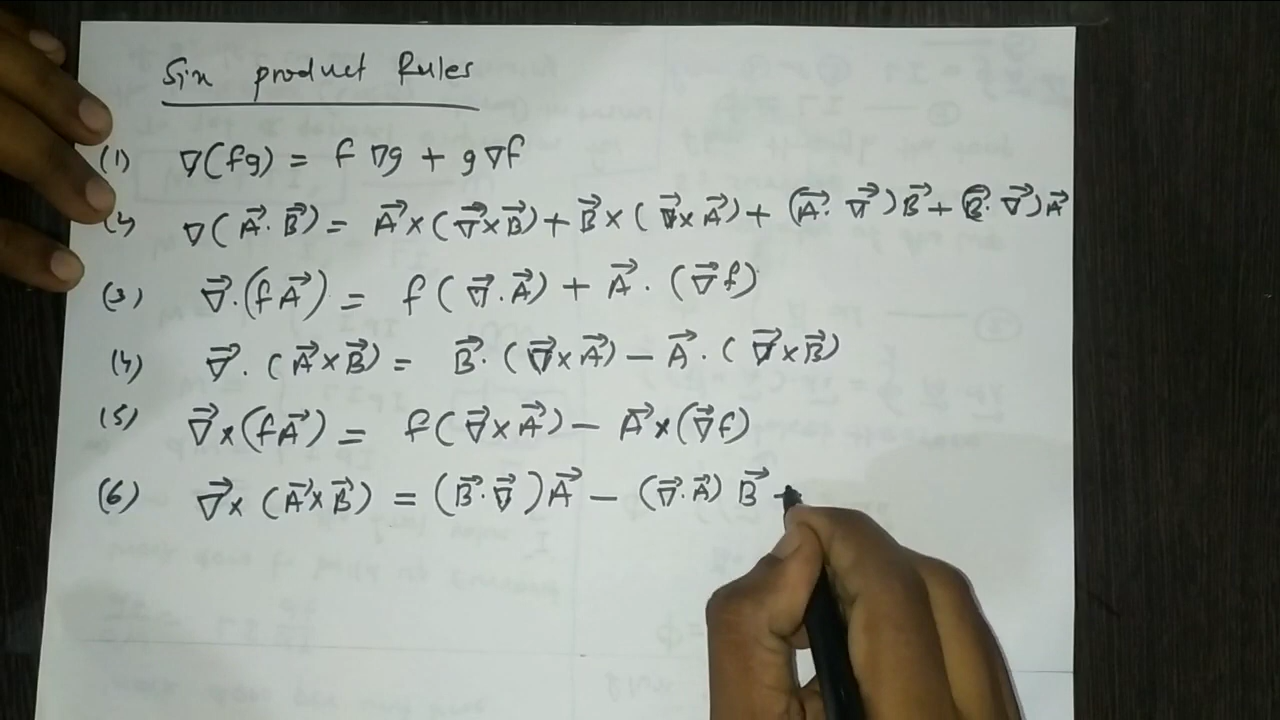 Six product Rules
(1) ∇(fg) = f ∇g + g ∇f
(2) ∇(A⃗ · B⃗) = A⃗ × (∇⃗ × B⃗) + B⃗ × (∇⃗ × A⃗) + (A⃗ · ∇⃗)B⃗ + (B⃗ · ∇⃗)A⃗
(3) ∇⃗ · (fA⃗) = f(∇⃗ · A⃗) + A⃗ · (∇⃗f)
(4) ∇⃗ · (A⃗ × B⃗) = B⃗ · (∇⃗ × A⃗) − A⃗ · (∇⃗ × B⃗)
(5) ∇⃗ × (fA⃗) = f(∇⃗ × A⃗) − A⃗ × (∇⃗f)
(6) ∇⃗ × (A⃗ × B⃗) = (B⃗ · ∇⃗)A⃗ − (∇⃗ · A⃗) B⃗